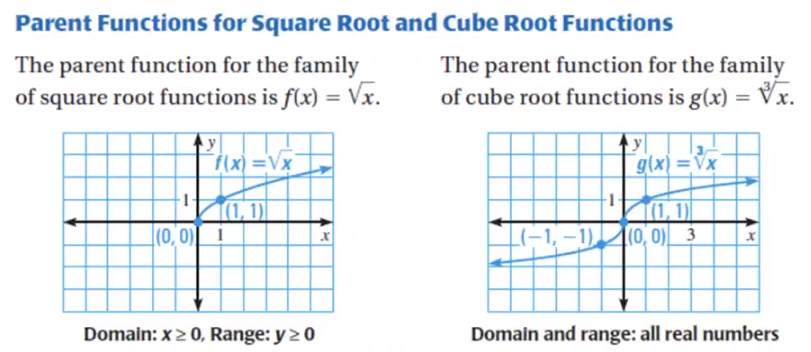 Parent Functions for Square Root and Cube Root Functions
The parent function for the family
of square root functions is f(x) = √x.
y
f(x) = √x
1
(1, 1)
(0, 0)
1
x
Domain: x ≥ 0, Range: y ≥ 0
The parent function for the family
of cube root functions is g(x) = ∛x.
y
g(x) = ∛x
1
(1, 1)
(−1, −1)
(0, 0)
3
x
Domain and range: all real numbers